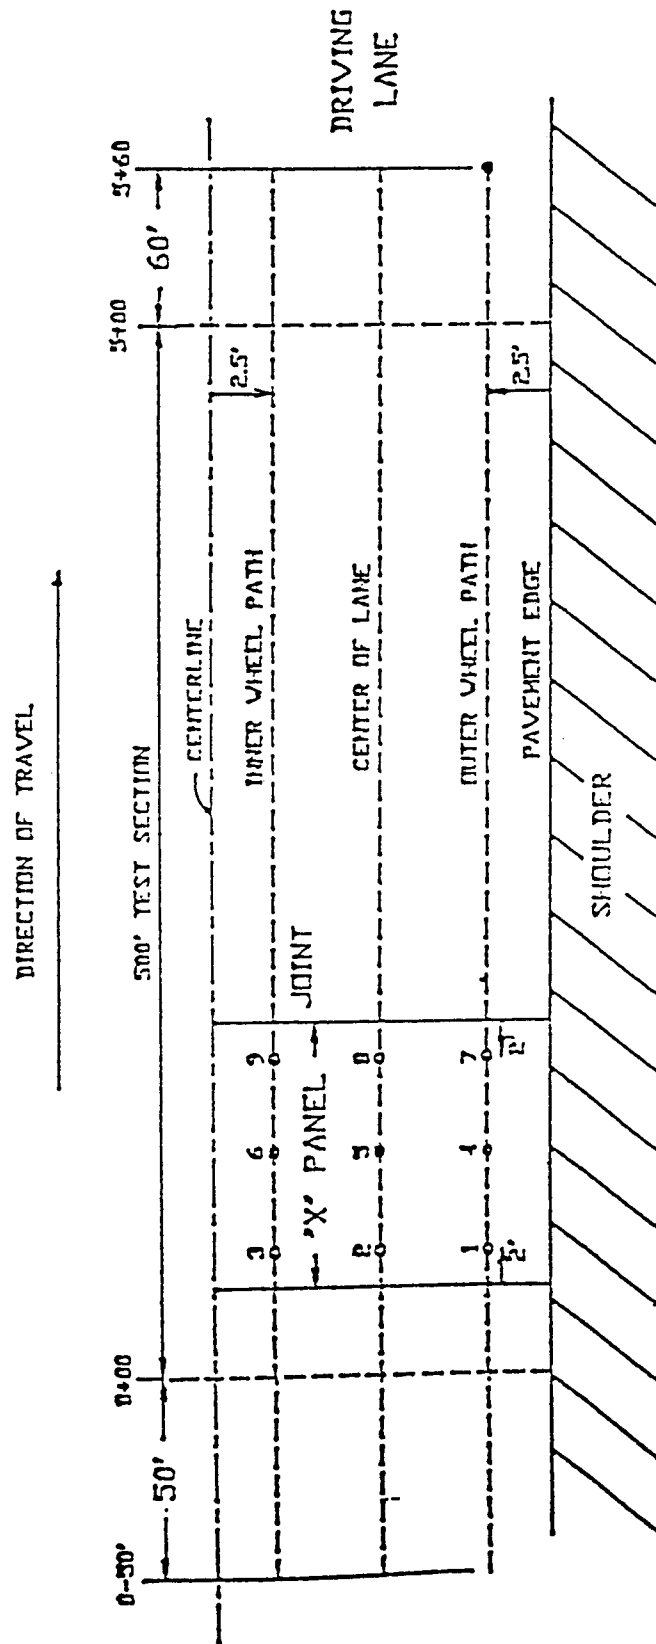 DIRECTION OF TRAVEL
500' TEST SECTION
50'
60'
0-50'
0+00
5+00
5+60
CENTERLINE
2.5'
INNER WHEEL PATH
3
6
9
JOINT
"X" PANEL
CENTER OF LANE
2
5
8
OUTER WHEEL PATH
1
4
7
2'
2'
2.5'
PAVEMENT EDGE
SHOULDER
DRIVING
LANE